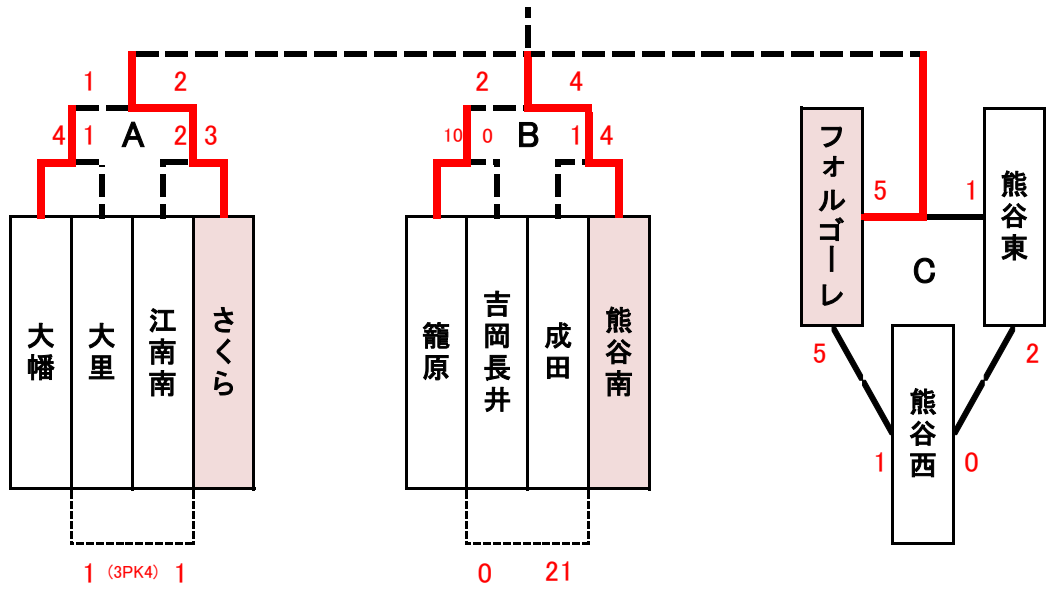 1 2 2 4
4 1 A 2 3 10 0 B 1 4
フォルゴーレ 5 1 熊谷東
C
大幡 大里 江南南 さくら 籠原 吉岡長井 成田 熊谷南
5 2
熊谷西
1 0
1 (3PK4) 1 0 21